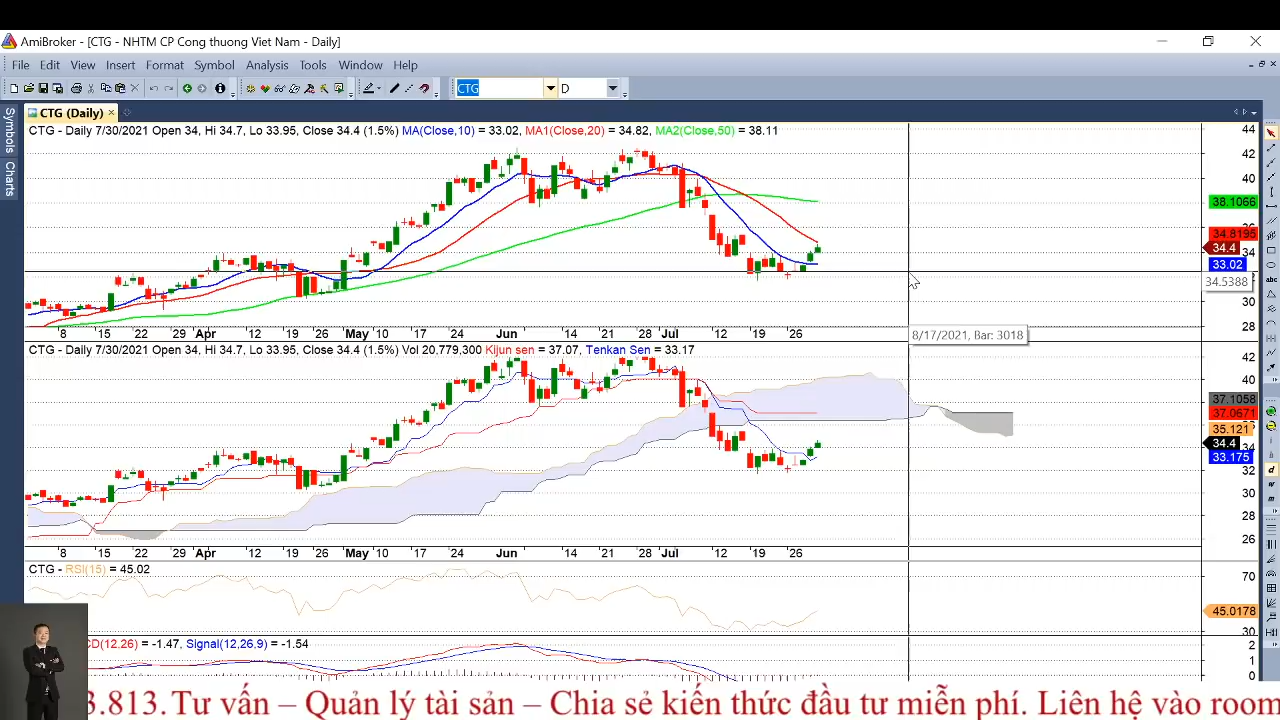 AmiBroker - [CTG - NHTM CP Cong thuong Viet Nam - Daily]
File Edit View Insert Format Symbol Analysis Tools Window Help
CTG D
CTG (Daily)
Symbols
Charts
CTG - Daily 7/30/2021 Open 34, Hi 34.7, Lo 33.95, Close 34.4 (1.5%) MA(Close,10) = 33.02, MA1(Close,20) = 34.82, MA2(Close,50) = 38.11
44
42
40
38.1066
36
34.8195
34.4
34
33.02
34.5388
30
28
8 15 22 29 Apr 12 19 26 May 10 17 24 Jun 14 21 28 Jul 12 19 26
8/17/2021, Bar: 3018
CTG - Daily 7/30/2021 Open 34, Hi 34.7, Lo 33.95, Close 34.4 (1.5%) Vol 20.779,300 Kijun sen = 37.07, Tenkan Sen = 33.17
42
40
37.1058
37.0671
35.121
34.4
34
33.175
32
30
28
26
8 15 22 29 Apr 12 19 26 May 10 17 24 Jun 14 21 28 Jul 12 19 26
CTG - RSI(15) = 45.02
70
45.0178
30
CD(12.26) = -1.47, Signal(12,26,9) = -1.54
2
1
0
3.813.Tư vấn – Quản lý tài sản – Chia sẻ kiến thức đầu tư miễn phí. Liên hệ vào room